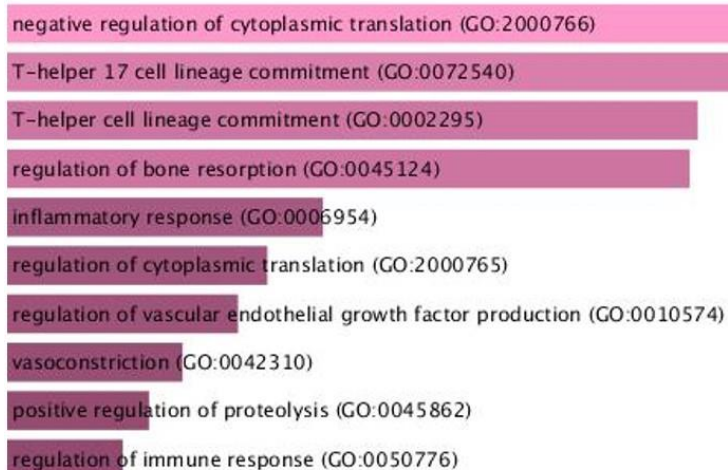 negative regulation of cytoplasmic translation (GO:2000766)
T-helper 17 cell lineage commitment (GO:0072540)
T-helper cell lineage commitment (GO:0002295)
regulation of bone resorption (GO:0045124)
inflammatory response (GO:0006954)
regulation of cytoplasmic translation (GO:2000765)
regulation of vascular endothelial growth factor production (GO:0010574)
vasoconstriction (GO:0042310)
positive regulation of proteolysis (GO:0045862)
regulation of immune response (GO:0050776)